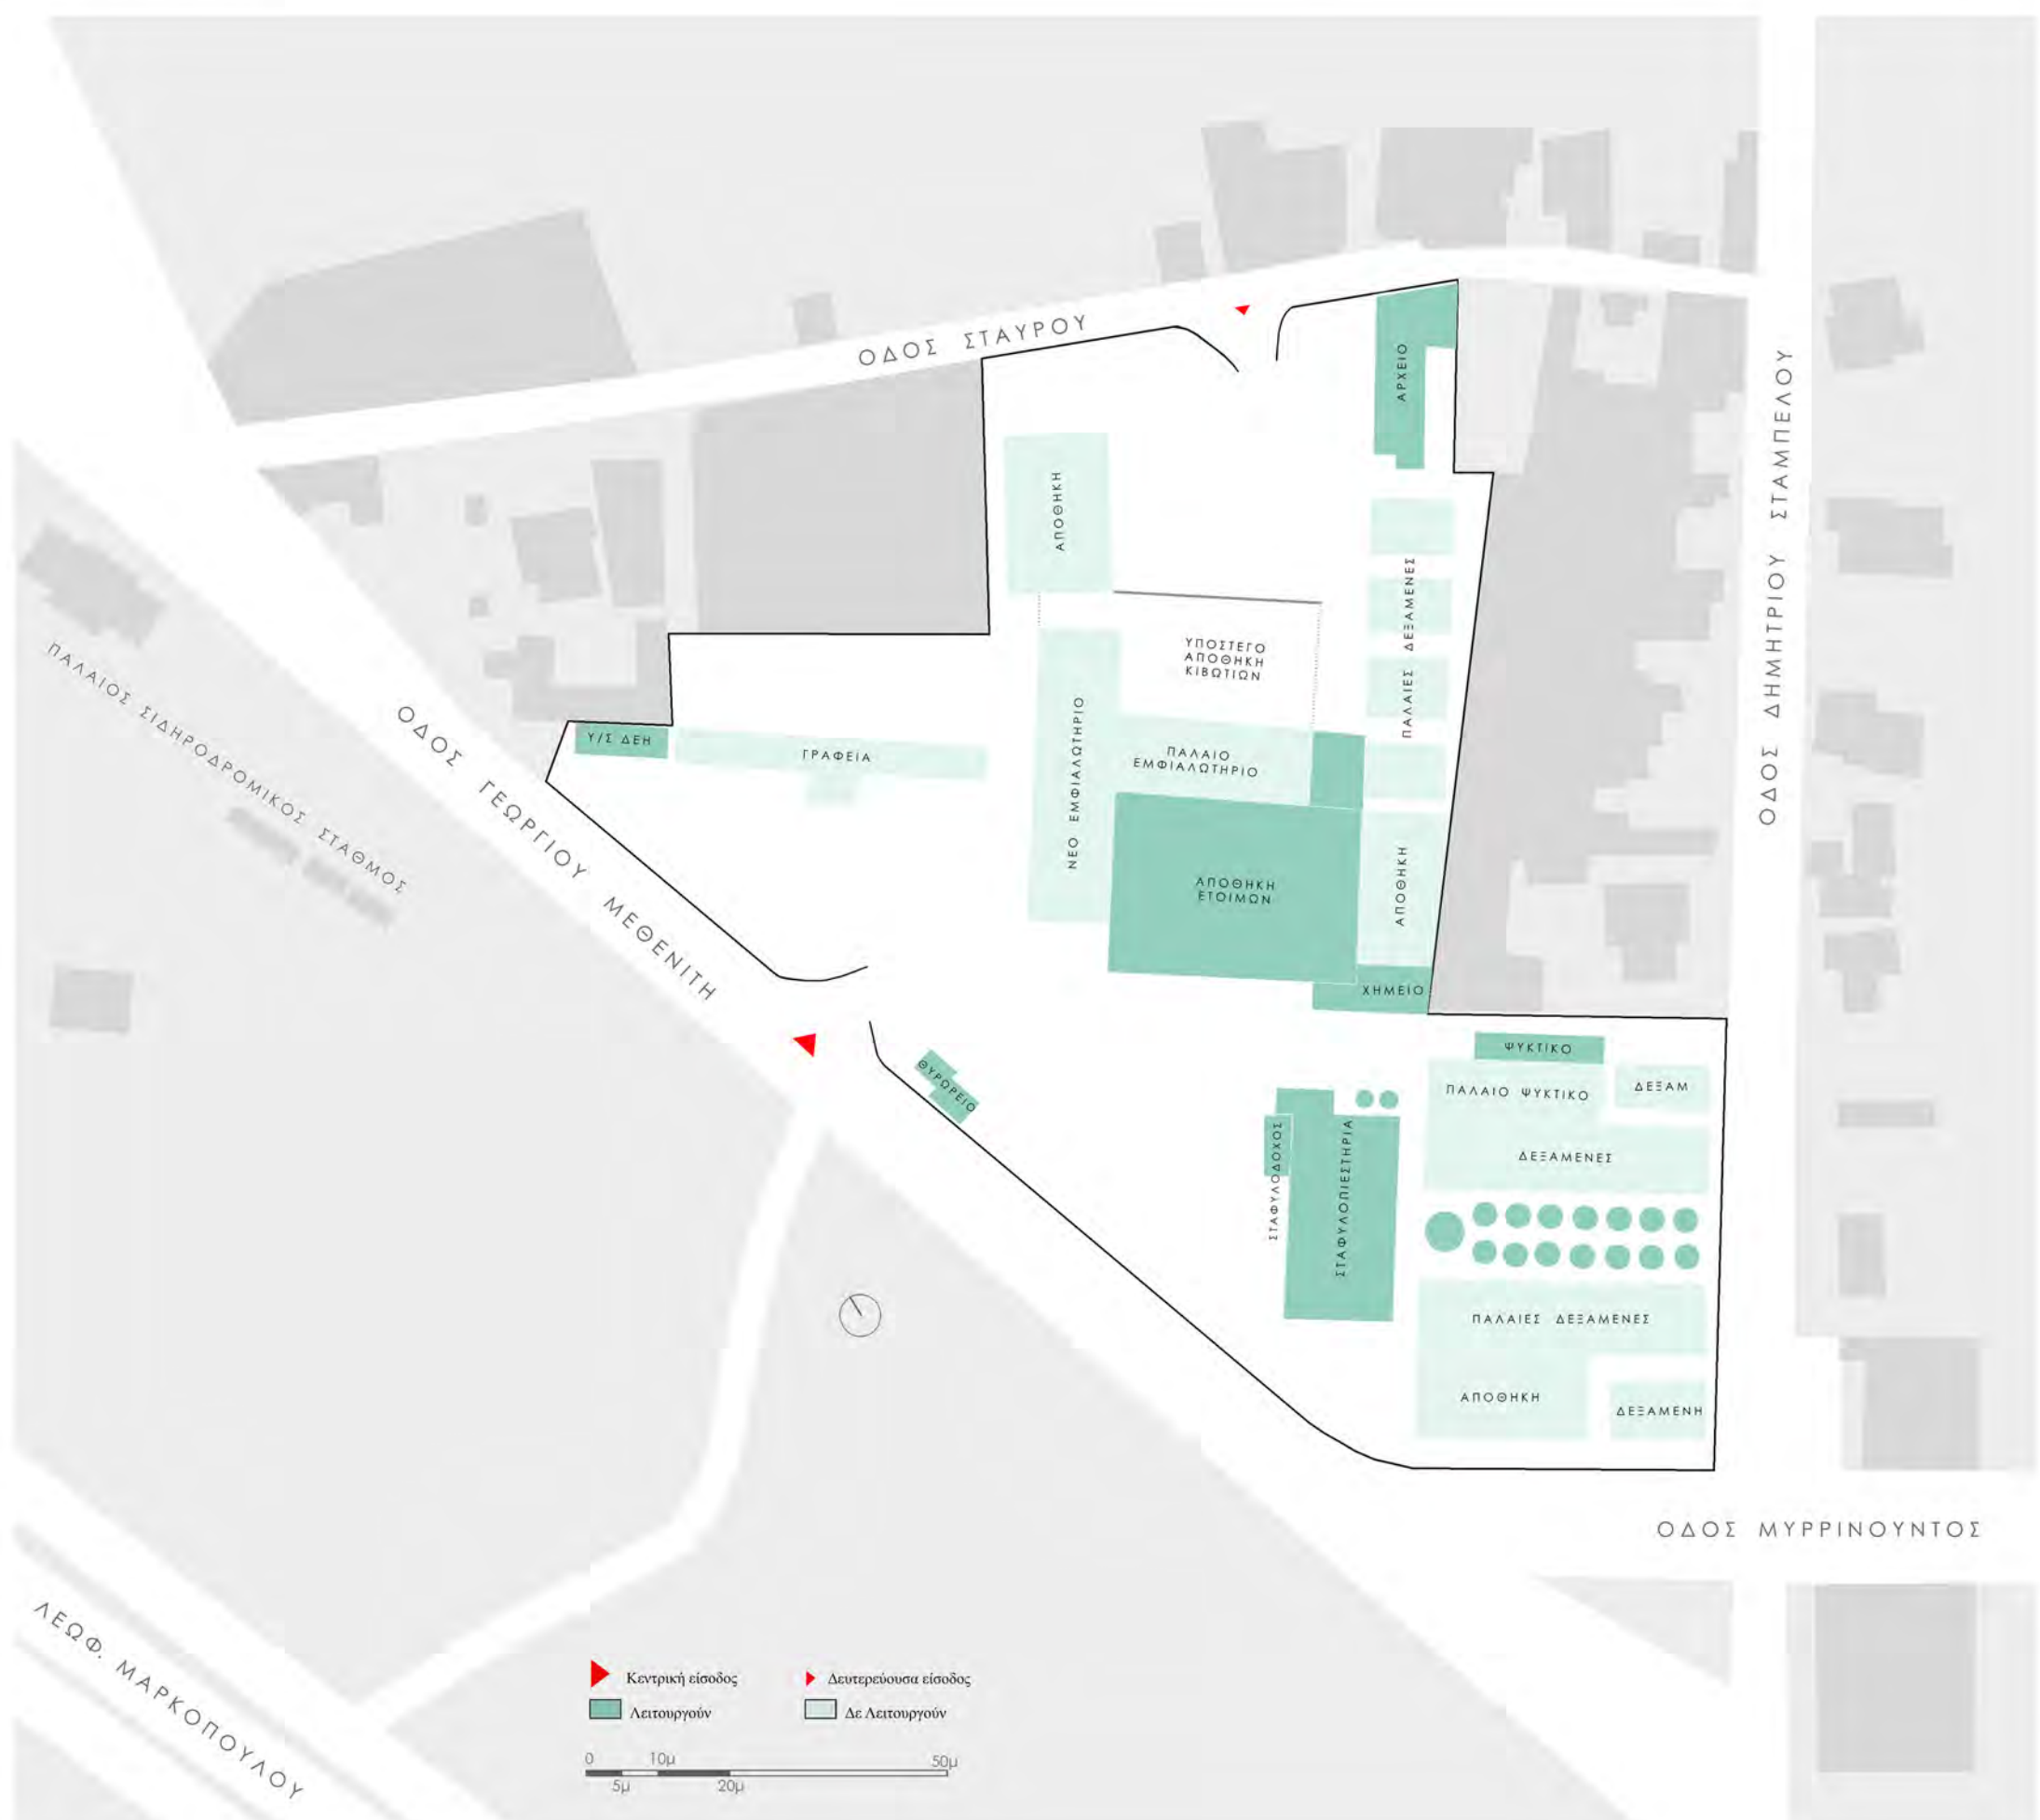 ΟΔΟΣ ΣΤΑΥΡΟΥ
ΑΡΧΕΙΟ
ΟΔΟΣ ΔΗΜΗΤΡΙΟΥ ΣΤΑΜΠΕΛΟΥ
ΑΠΟΘΗΚΗ
ΠΑΛΑΙΕΣ ΔΕΞΑΜΕΝΕΣ
ΥΠΟΣΤΕΓΟ
ΑΠΟΘΗΚΗ
ΚΙΒΩΤΙΩΝ
ΠΑΛΑΙΟΣ ΣΙΔΗΡΟΔΡΟΜΙΚΟΣ ΣΤΑΘΜΟΣ
ΟΔΟΣ ΓΕΩΡΓΙΟΥ ΜΕΘΕΝΙΤΗ
Υ/Σ ΔΕΗ
ΓΡΑΦΕΙΑ
ΝΕΟ ΕΜΦΙΑΛΩΤΗΡΙΟ
ΠΑΛΑΙΟ
ΕΜΦΙΑΛΩΤΗΡΙΟ
ΑΠΟΘΗΚΗ
ΕΤΟΙΜΩΝ
ΑΠΟΘΗΚΗ
ΧΗΜΕΙΟ
ΘΥΡΩΡΕΙΟ
ΨΥΚΤΙΚΟ
ΠΑΛΑΙΟ ΨΥΚΤΙΚΟ
ΔΕΞΑΜ
ΣΤΑΦΥΛΟΔΟΧΟΣ
ΣΤΑΦΥΛΟΠΙΕΣΤΗΡΙΑ
ΔΕΞΑΜΕΝΕΣ
ΠΑΛΑΙΕΣ ΔΕΞΑΜΕΝΕΣ
ΑΠΟΘΗΚΗ
ΔΕΞΑΜΕΝΗ
ΟΔΟΣ ΜΥΡΡΙΝΟΥΝΤΟΣ
ΛΕΩΦ. ΜΑΡΚΟΠΟΥΛΟΥ
Κεντρική είσοδος
Δευτερεύουσα είσοδος
Λειτουργούν
Δε Λειτουργούν
0 10μ 50μ
5μ 20μ